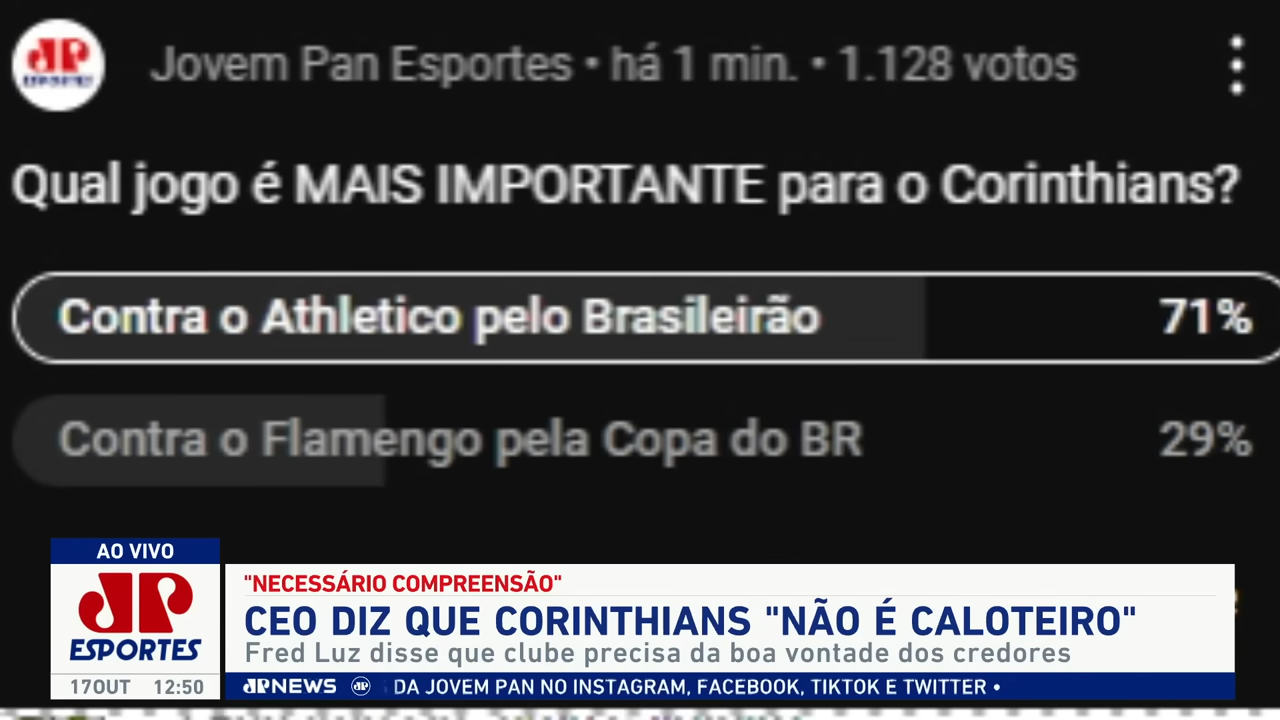 JP
ESPORTES
Jovem Pan Esportes • há 1 min. • 1.128 votos
Qual jogo é MAIS IMPORTANTE para o Corinthians?
Contra o Athletico pelo Brasileirão 71%
Contra o Flamengo pela Copa do BR 29%
AO VIVO
JP
ESPORTES
17OUT 12:50
"NECESSÁRIO COMPREENSÃO"
CEO DIZ QUE CORINTHIANS "NÃO É CALOTEIRO"
Fred Luz disse que clube precisa da boa vontade dos credores
JPNEWS JP DA JOVEM PAN NO INSTAGRAM, FACEBOOK, TIKTOK E TWITTER •